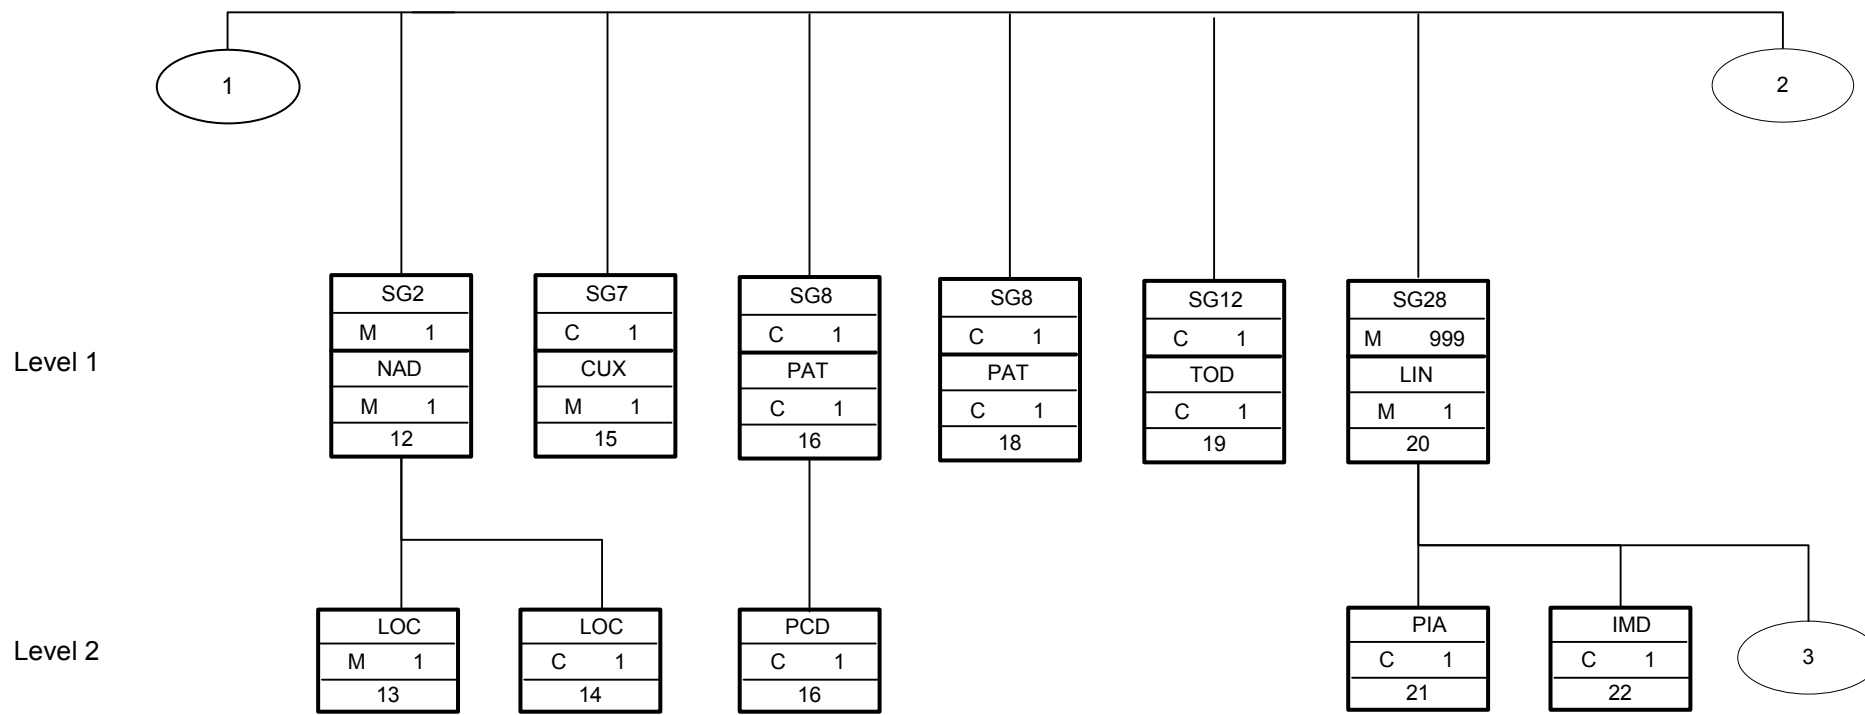 1
2
Level 1
SG2
M 1
NAD
M 1
12
SG7
C 1
CUX
M 1
15
SG8
C 1
PAT
C 1
16
SG8
C 1
PAT
C 1
18
SG12
C 1
TOD
C 1
19
SG28
M 999
LIN
M 1
20
Level 2
LOC
M 1
13
LOC
C 1
14
PCD
C 1
16
PIA
C 1
21
IMD
C 1
22
3